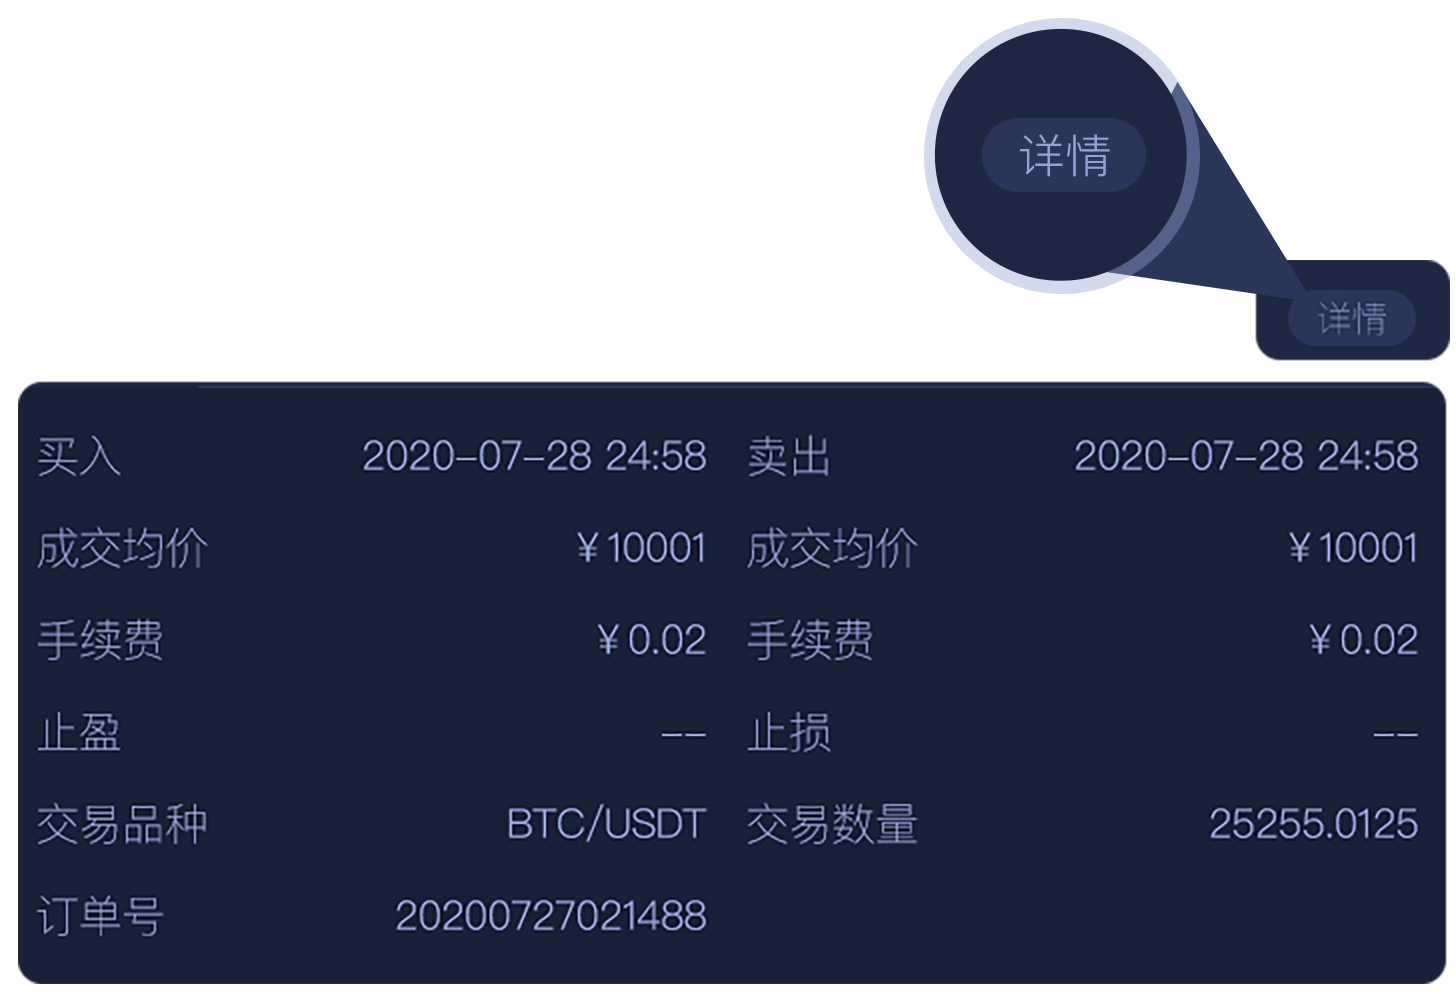 详情
详情
买入 2020-07-28 24:58 卖出 2020-07-28 24:58
成交均价 ¥10001 成交均价 ¥10001
手续费 ¥0.02 手续费 ¥0.02
止盈 -- 止损 --
交易品种 BTC/USDT 交易数量 25255.0125
订单号 20200727021488